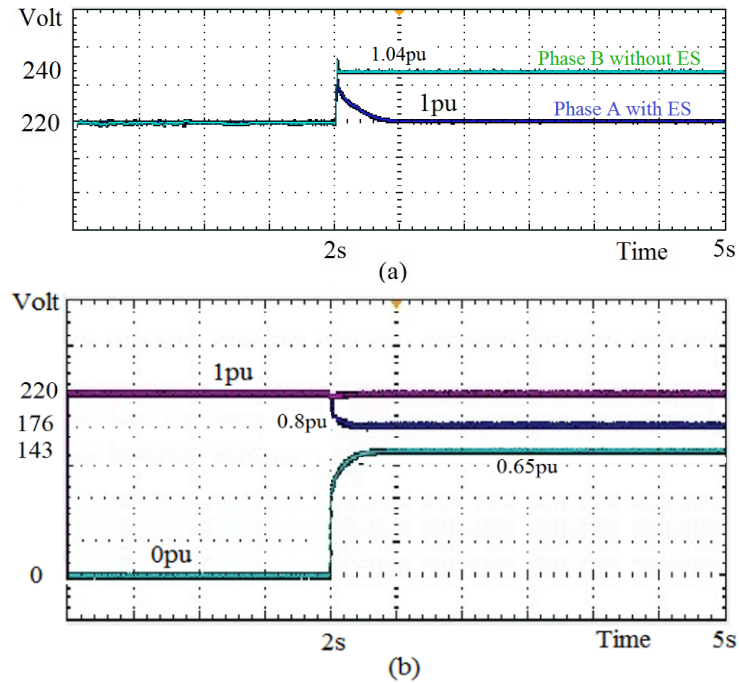 Volt
1.04pu
240
Phase B without ES
1pu
Phase A with ES
220
2s Time 5s
(a)
Volt
1pu
220
176
0.8pu
143
0.65pu
0pu
0
2s Time 5s
(b)